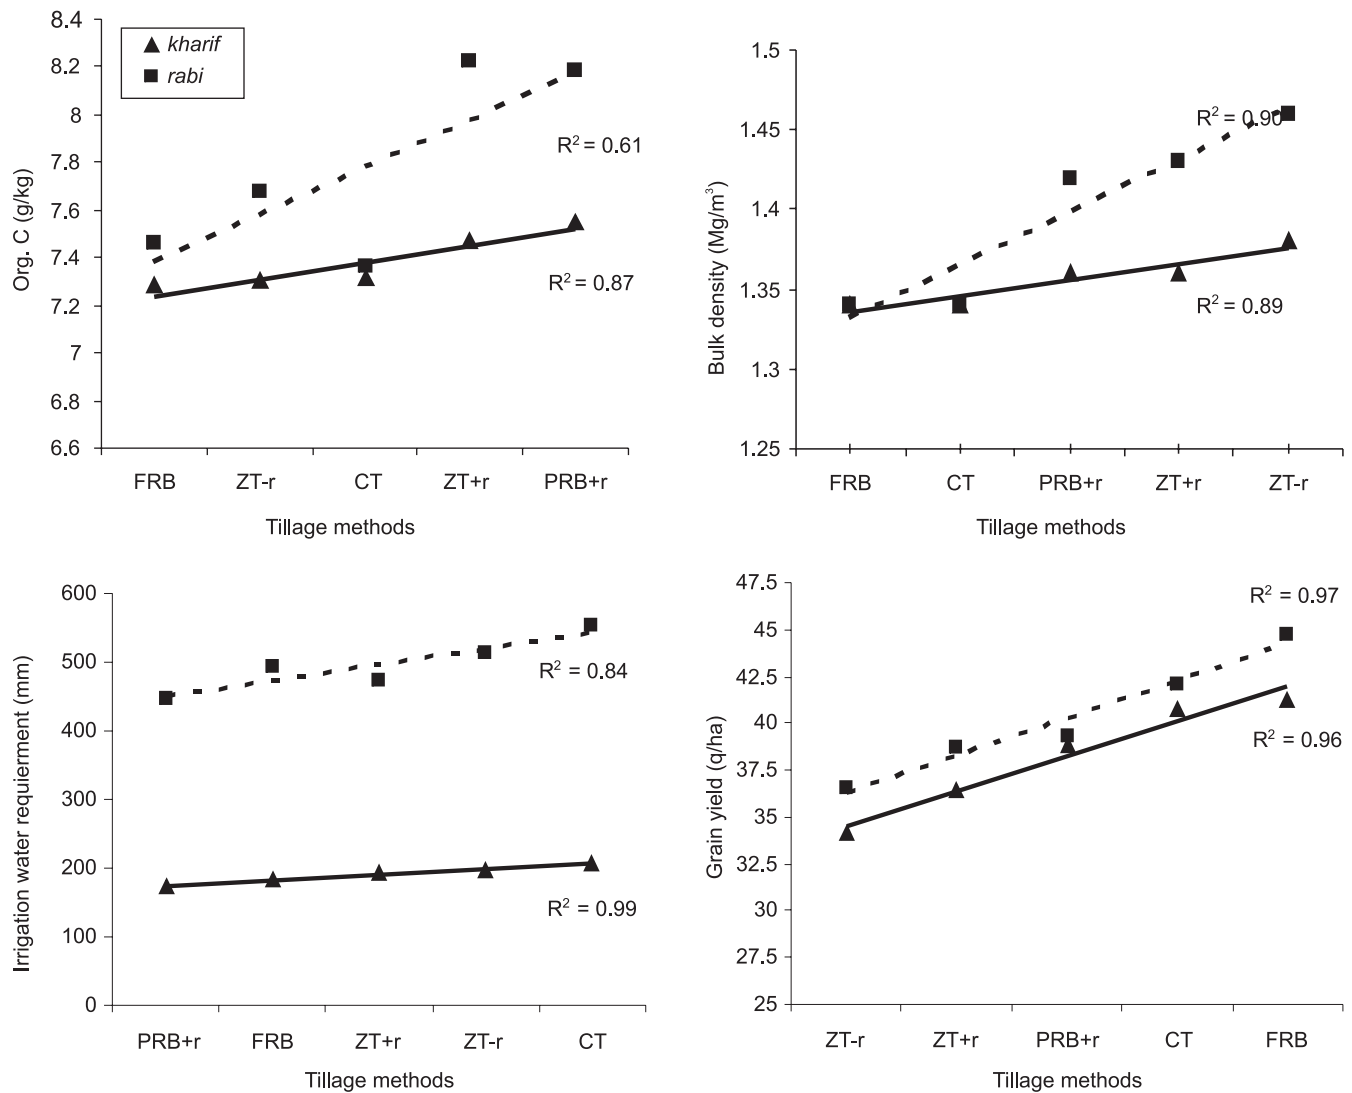 8.4
8.2
8
7.8
7.6
7.4
7.2
7
6.8
6.6
Org. C (g/kg)
kharif
rabi
R² = 0.61
R² = 0.87
FRB ZT-r CT ZT+r PRB+r
Tillage methods
1.5
1.45
1.4
1.35
1.3
1.25
Bulk density (Mg/m³)
R² = 0.90
R² = 0.89
FRB CT PRB+r ZT+r ZT-r
Tillage methods
600
500
400
300
200
100
0
Irrigation water requierment (mm)
R² = 0.84
R² = 0.99
PRB+r FRB ZT+r ZT-r CT
Tillage methods
47.5
45
42.5
40
37.5
35
32.5
30
27.5
25
Grain yield (q/ha)
R² = 0.97
R² = 0.96
ZT-r ZT+r PRB+r CT FRB
Tillage methods